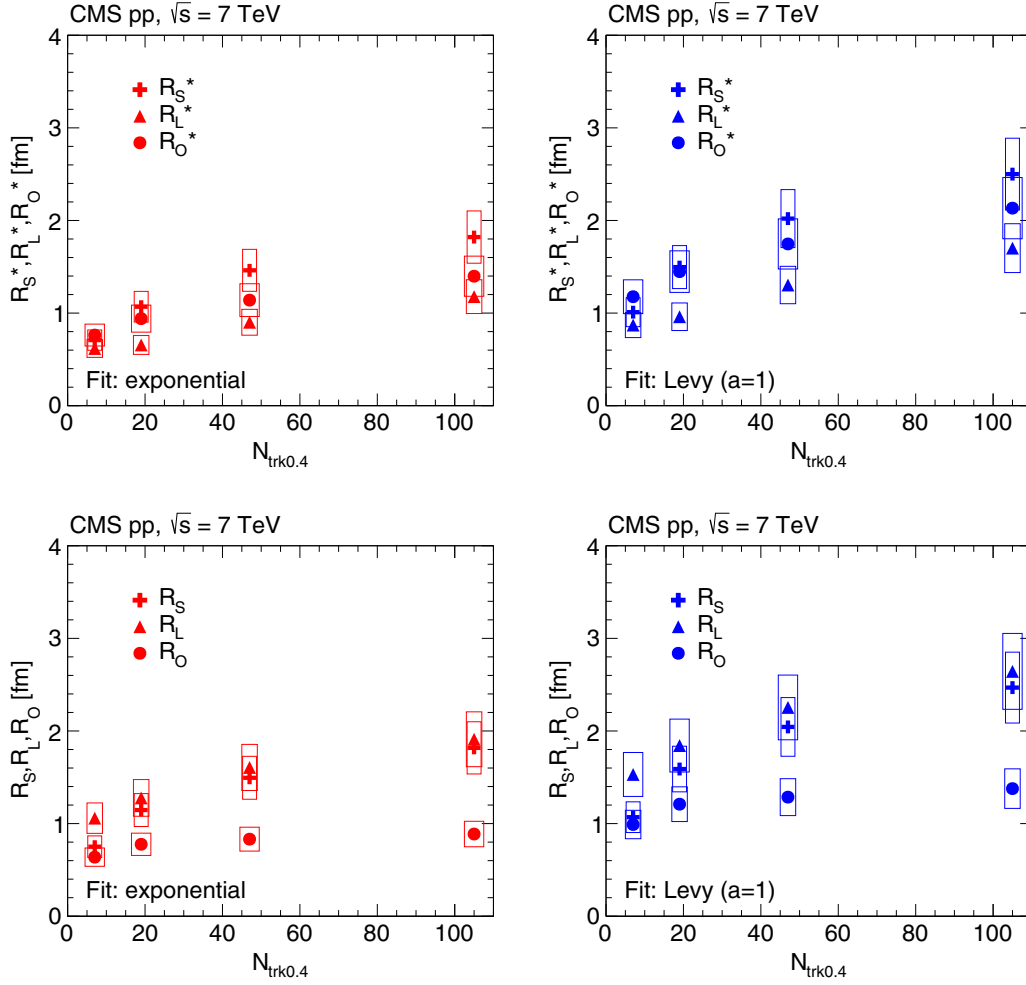 CMS pp, √s = 7 TeV
R_S*, R_L*, R_O* [fm]
4
3
2
1
0
R_S*
R_L*
R_O*
Fit: exponential
0 20 40 60 80 100
N_trk0.4
CMS pp, √s = 7 TeV
R_S*, R_L*, R_O* [fm]
4
3
2
1
0
R_S*
R_L*
R_O*
Fit: Levy (a=1)
0 20 40 60 80 100
N_trk0.4
CMS pp, √s = 7 TeV
R_S, R_L, R_O [fm]
4
3
2
1
0
R_S
R_L
R_O
Fit: exponential
0 20 40 60 80 100
N_trk0.4
CMS pp, √s = 7 TeV
R_S, R_L, R_O [fm]
4
3
2
1
0
R_S
R_L
R_O
Fit: Levy (a=1)
0 20 40 60 80 100
N_trk0.4